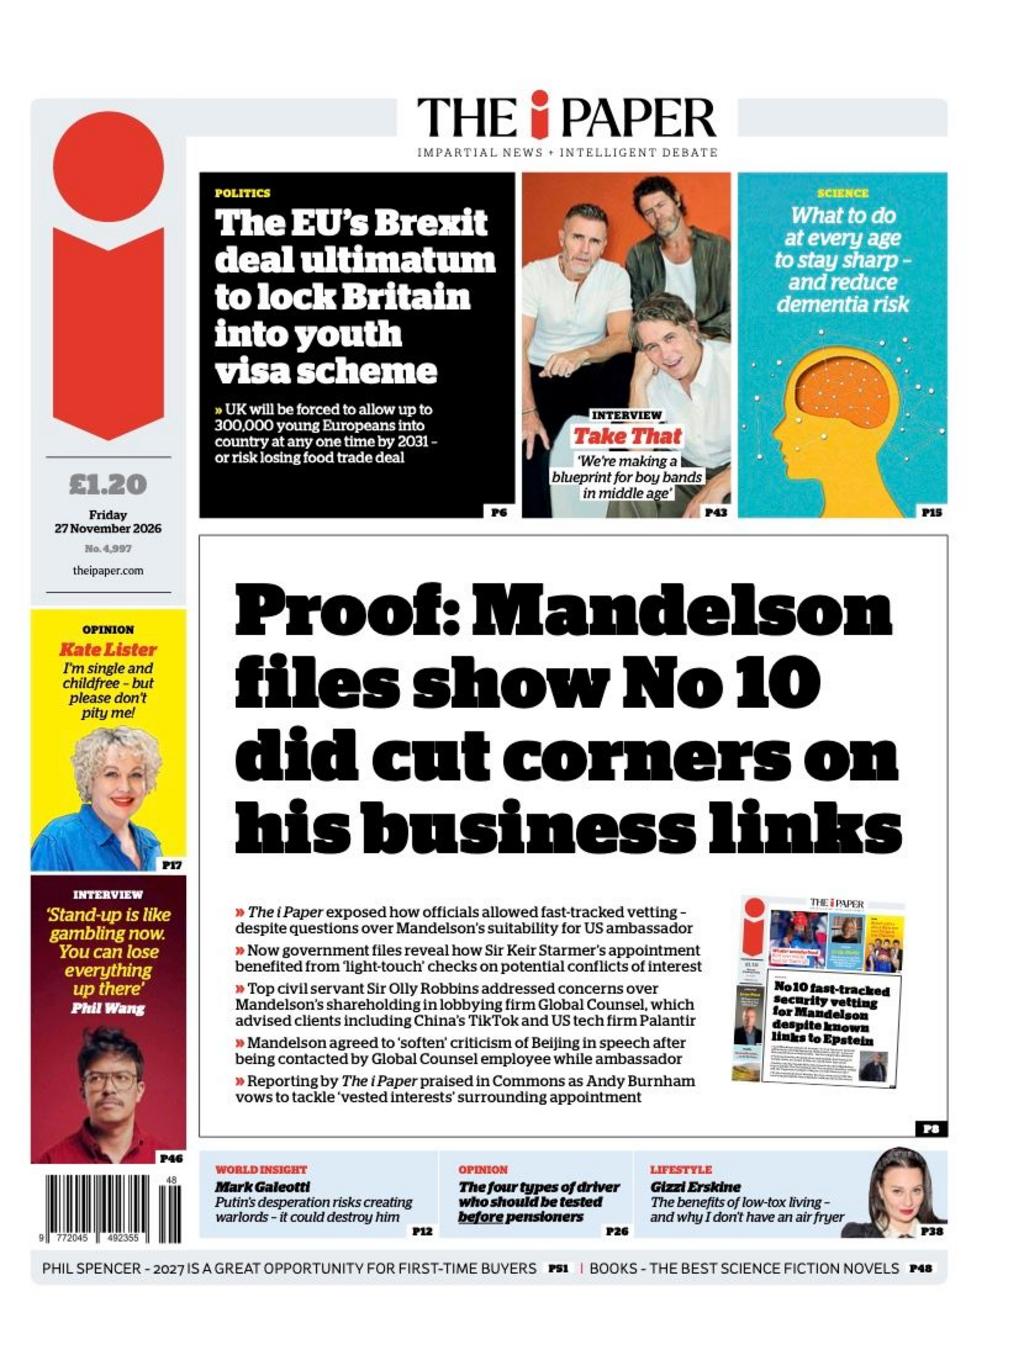 THE i PAPER
IMPARTIAL NEWS + INTELLIGENT DEBATE
£1.20
Friday
27 November 2026
No. 4,997
theipaper.com
POLITICS
The EU's Brexit
deal ultimatum
to lock Britain
into youth
visa scheme
» UK will be forced to allow up to
300,000 young Europeans into
country at any one time by 2031 –
or risk losing food trade deal
P6
INTERVIEW
Take That
'We're making a
blueprint for boy bands
in middle age'
P43
SCIENCE
What to do
at every age
to stay sharp –
and reduce
dementia risk
P15
OPINION
Kate Lister
I'm single and
childfree – but
please don't
pity me!
P17
INTERVIEW
'Stand-up is like
gambling now.
You can lose
everything
up there'
Phil Wang
P46
48
9 772045 492355
Proof: Mandelson
files show No 10
did cut corners on
his business links
» The i Paper exposed how officials allowed fast-tracked vetting –
despite questions over Mandelson's suitability for US ambassador
» Now government files reveal how Sir Keir Starmer's appointment
benefited from 'light-touch' checks on potential conflicts of interest
» Top civil servant Sir Olly Robbins addressed concerns over
Mandelson's shareholding in lobbying firm Global Counsel, which
advised clients including China's TikTok and US tech firm Palantir
» Mandelson agreed to 'soften' criticism of Beijing in speech after
being contacted by Global Counsel employee while ambassador
» Reporting by The i Paper praised in Commons as Andy Burnham
vows to tackle 'vested interests' surrounding appointment
THE i PAPER
No 10 fast-tracked
security vetting
for Mandelson
despite known
links to Epstein
P8
WORLD INSIGHT
Mark Galeotti
Putin's desperation risks creating
warlords – it could destroy him
P12
OPINION
The four types of driver
who should be tested
before pensioners
P26
LIFESTYLE
Gizzi Erskine
The benefits of low-tox living –
and why I don't have an air fryer
P38
PHIL SPENCER - 2027 IS A GREAT OPPORTUNITY FOR FIRST-TIME BUYERS P51 | BOOKS - THE BEST SCIENCE FICTION NOVELS P48